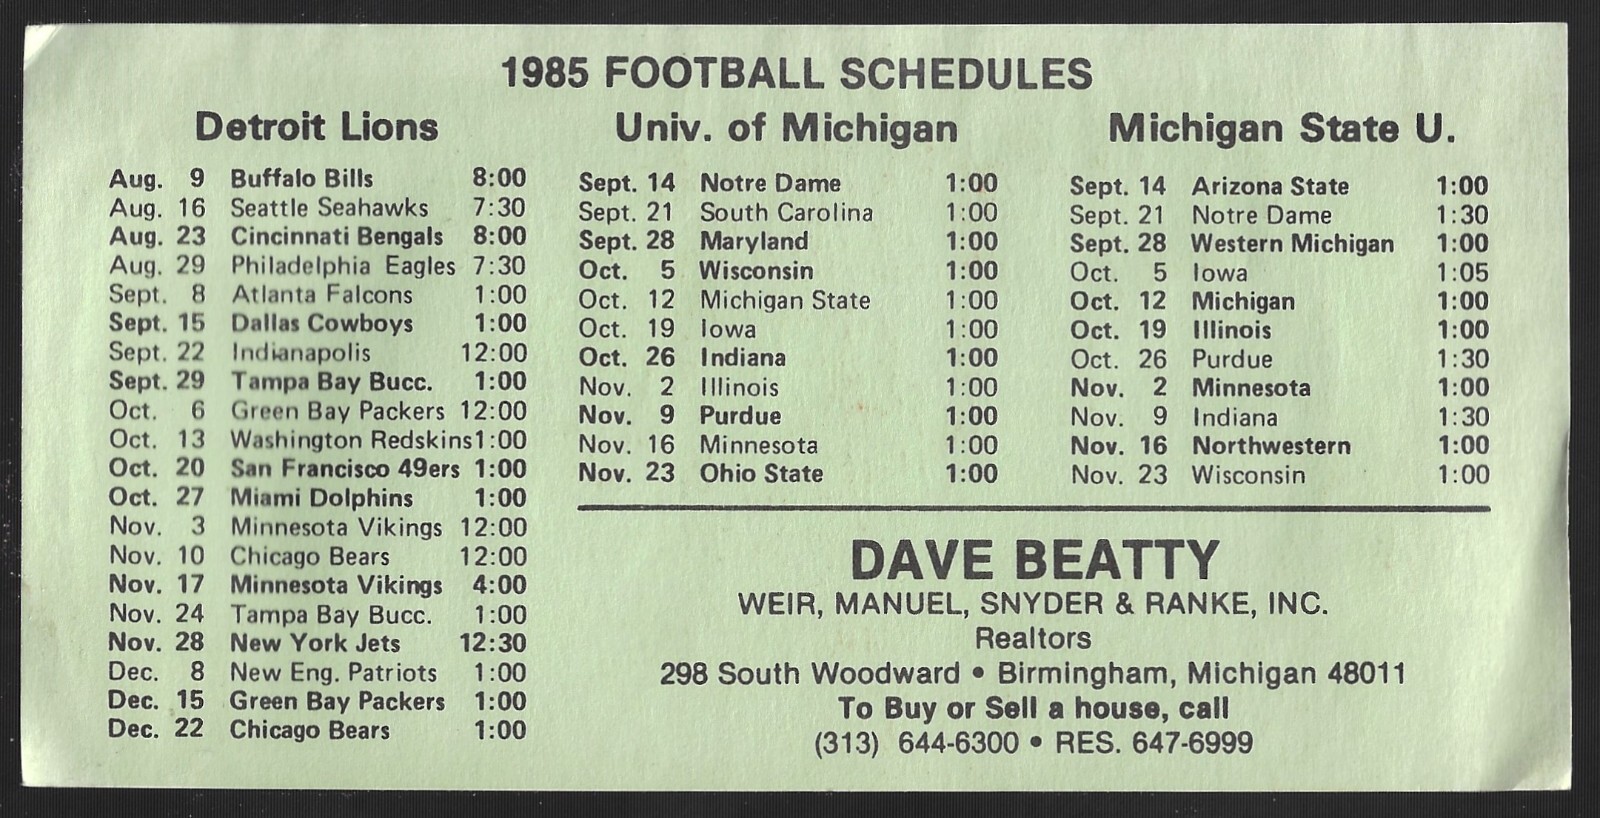 1985 FOOTBALL SCHEDULES
Detroit Lions
Aug. 9 Buffalo Bills 8:00
Aug. 16 Seattle Seahawks 7:30
Aug. 23 Cincinnati Bengals 8:00
Aug. 29 Philadelphia Eagles 7:30
Sept. 8 Atlanta Falcons 1:00
Sept. 15 Dallas Cowboys 1:00
Sept. 22 Indianapolis 12:00
Sept. 29 Tampa Bay Bucc. 1:00
Oct. 6 Green Bay Packers 12:00
Oct. 13 Washington Redskins 1:00
Oct. 20 San Francisco 49ers 1:00
Oct. 27 Miami Dolphins 1:00
Nov. 3 Minnesota Vikings 12:00
Nov. 10 Chicago Bears 12:00
Nov. 17 Minnesota Vikings 4:00
Nov. 24 Tampa Bay Bucc. 1:00
Nov. 28 New York Jets 12:30
Dec. 8 New Eng. Patriots 1:00
Dec. 15 Green Bay Packers 1:00
Dec. 22 Chicago Bears 1:00
Univ. of Michigan
Sept. 14 Notre Dame 1:00
Sept. 21 South Carolina 1:00
Sept. 28 Maryland 1:00
Oct. 5 Wisconsin 1:00
Oct. 12 Michigan State 1:00
Oct. 19 Iowa 1:00
Oct. 26 Indiana 1:00
Nov. 2 Illinois 1:00
Nov. 9 Purdue 1:00
Nov. 16 Minnesota 1:00
Nov. 23 Ohio State 1:00
Michigan State U.
Sept. 14 Arizona State 1:00
Sept. 21 Notre Dame 1:30
Sept. 28 Western Michigan 1:00
Oct. 5 Iowa 1:05
Oct. 12 Michigan 1:00
Oct. 19 Illinois 1:00
Oct. 26 Purdue 1:30
Nov. 2 Minnesota 1:00
Nov. 9 Indiana 1:30
Nov. 16 Northwestern 1:00
Nov. 23 Wisconsin 1:00
DAVE BEATTY
WEIR, MANUEL, SNYDER & RANKE, INC.
Realtors
298 South Woodward • Birmingham, Michigan 48011
To Buy or Sell a house, call
(313) 644-6300 • RES. 647-6999